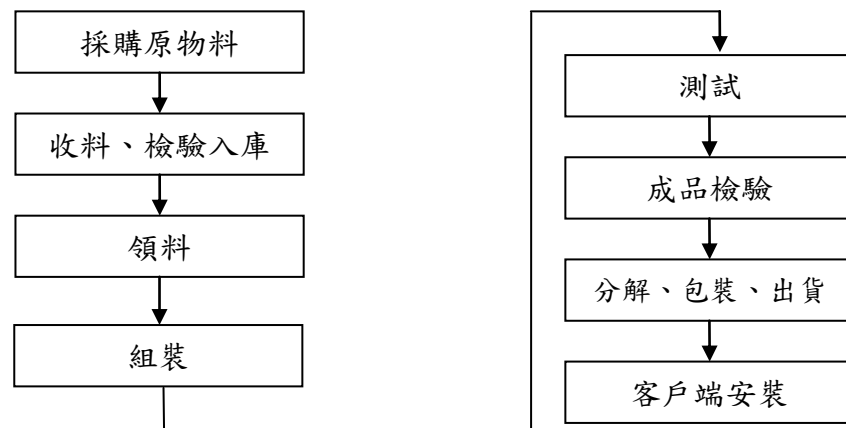 採購原物料
收料、檢驗入庫
領料
組裝
測試
成品檢驗
分解、包裝、出貨
客戶端安裝